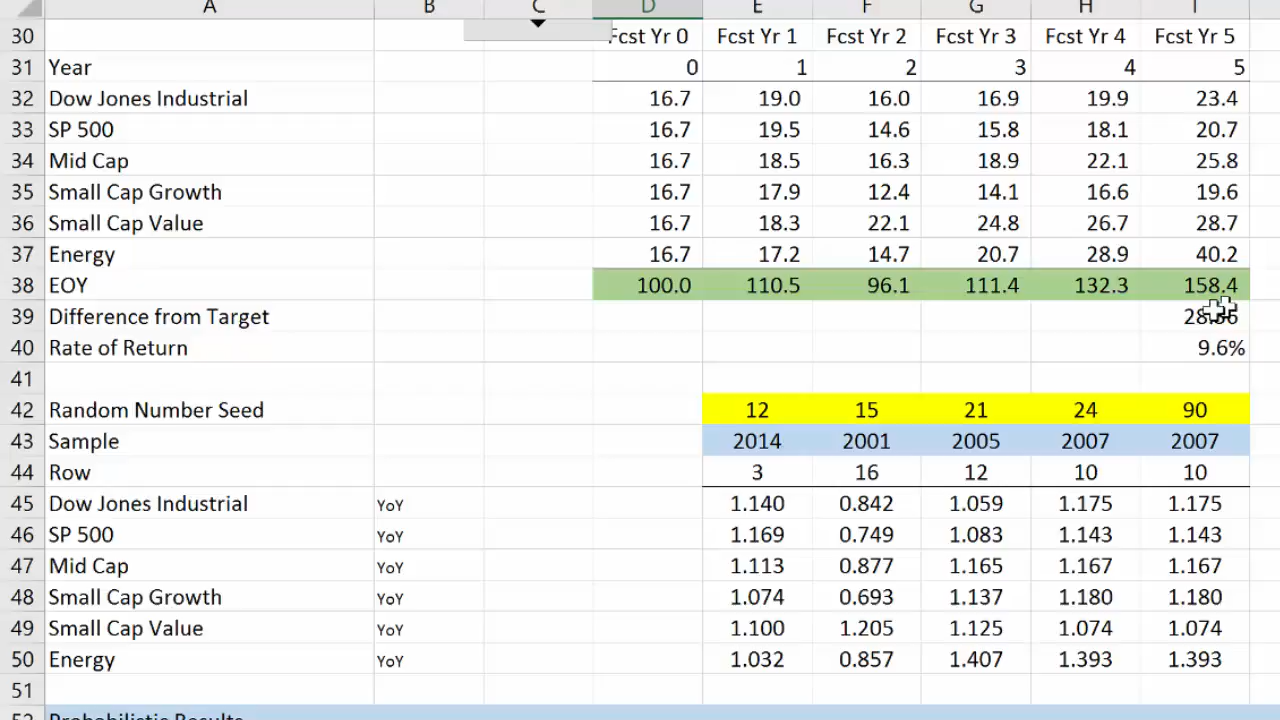 A B C D E F G H I
30 Fcst Yr 0 Fcst Yr 1 Fcst Yr 2 Fcst Yr 3 Fcst Yr 4 Fcst Yr 5
31 Year 0 1 2 3 4 5
32 Dow Jones Industrial 16.7 19.0 16.0 16.9 19.9 23.4
33 SP 500 16.7 19.5 14.6 15.8 18.1 20.7
34 Mid Cap 16.7 18.5 16.3 18.9 22.1 25.8
35 Small Cap Growth 16.7 17.9 12.4 14.1 16.6 19.6
36 Small Cap Value 16.7 18.3 22.1 24.8 26.7 28.7
37 Energy 16.7 17.2 14.7 20.7 28.9 40.2
38 EOY 100.0 110.5 96.1 111.4 132.3 158.4
39 Difference from Target
40 Rate of Return 9.6%
41
42 Random Number Seed 12 15 21 24 90
43 Sample 2014 2001 2005 2007 2007
44 Row 3 16 12 10 10
45 Dow Jones Industrial YoY 1.140 0.842 1.059 1.175 1.175
46 SP 500 YoY 1.169 0.749 1.083 1.143 1.143
47 Mid Cap YoY 1.113 0.877 1.165 1.167 1.167
48 Small Cap Growth YoY 1.074 0.693 1.137 1.180 1.180
49 Small Cap Value YoY 1.100 1.205 1.125 1.074 1.074
50 Energy YoY 1.032 0.857 1.407 1.393 1.393
51
52 Probabilistic Results